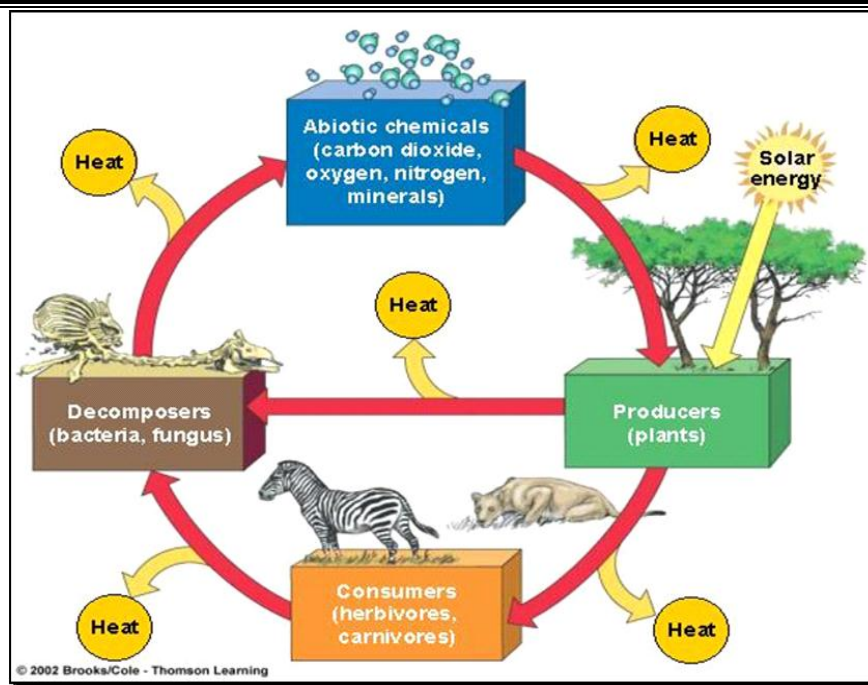 Abiotic chemicals
(carbon dioxide,
oxygen, nitrogen,
minerals)
Heat
Heat
Solar
energy
Heat
Decomposers
(bacteria, fungus)
Producers
(plants)
Consumers
(herbivores,
carnivores)
Heat
Heat
© 2002 Brooks/Cole - Thomson Learning